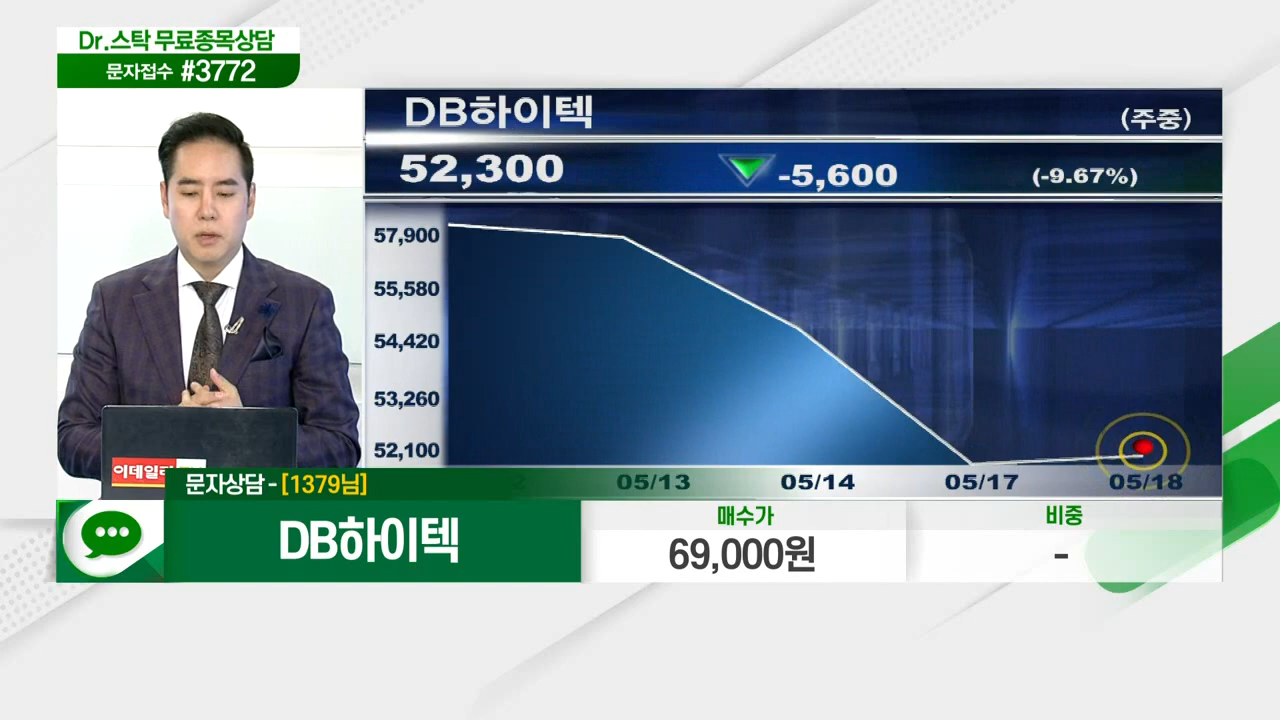 Dr.스탁 무료종목상담
문자접수 #3772
DB하이텍 (주중)
52,300 -5,600 (-9.67%)
57,900
55,580
54,420
53,260
52,100
05/13 05/14 05/17 05/18
이데일리
문자상담 - [1379님]
DB하이텍
매수가 비중
69,000원 -